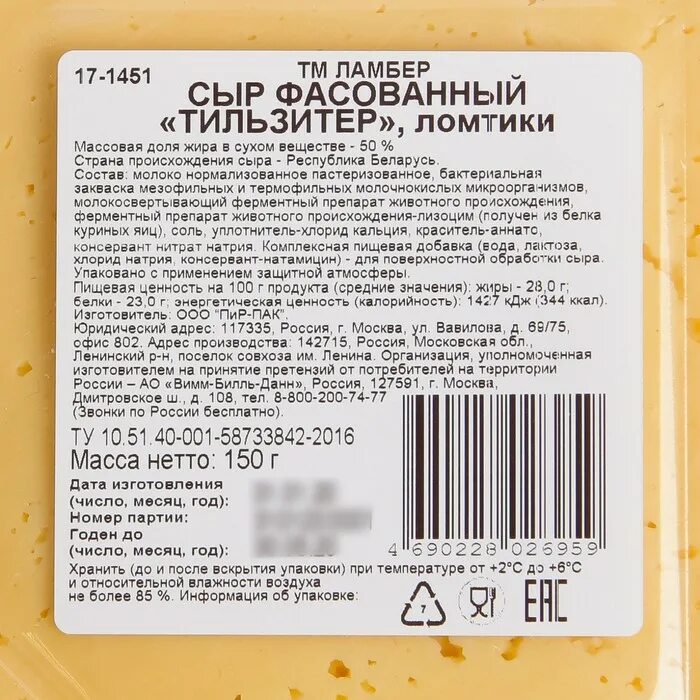 17-1451
ТМ ЛАМБЕР
СЫР ФАСОВАННЫЙ
«ТИЛЬЗИТЕР», ломтики
Массовая доля жира в сухом веществе - 50 %
Страна происхождения сыра - Республика Беларусь.
Состав: молоко нормализованное пастеризованное, бактериальная
закваска мезофильных и термофильных молочнокислых микроорганизмов,
молокосвертывающий ферментный препарат животного происхождения,
ферментный препарат животного происхождения-лизоцим (получен из белка
куриных яиц), соль, уплотнитель-хлорид кальция, краситель-аннато,
консервант нитрат натрия. Комплексная пищевая добавка (вода, лактоза,
хлорид натрия, консервант-натамицин) - для поверхностной обработки сыра.
Упаковано с применением защитной атмосферы.
Пищевая ценность на 100 г продукта (средние значения): жиры - 28,0 г;
белки - 23,0 г; энергетическая ценность (калорийность): 1427 кДж (344 ккал).
Изготовитель: ООО "ПиР-ПАК".
Юридический адрес: 117335, Россия, г. Москва, ул. Вавилова, д. 69/75,
офис 802. Адрес производства: 142715, Россия, Московская обл.,
Ленинский р-н, поселок совхоза им. Ленина. Организация, уполномоченная
изготовителем на принятие претензий от потребителей на территории
России – АО «Вимм-Билль-Данн», Россия, 127591, г. Москва,
Дмитровское ш., д. 108, тел. 8-800-200-74-77
(Звонки по России бесплатно).
ТУ 10.51.40-001-58733842-2016
Масса нетто: 150 г
Дата изготовления
(число, месяц, год):
Номер партии:
Годен до
(число, месяц, год):
4 690228 026959
Хранить (до и после вскрытия упаковки) при температуре от +2°С до +6°С
и относительной влажности воздуха
не более 85 %. Информация об упаковке:
7
EAC